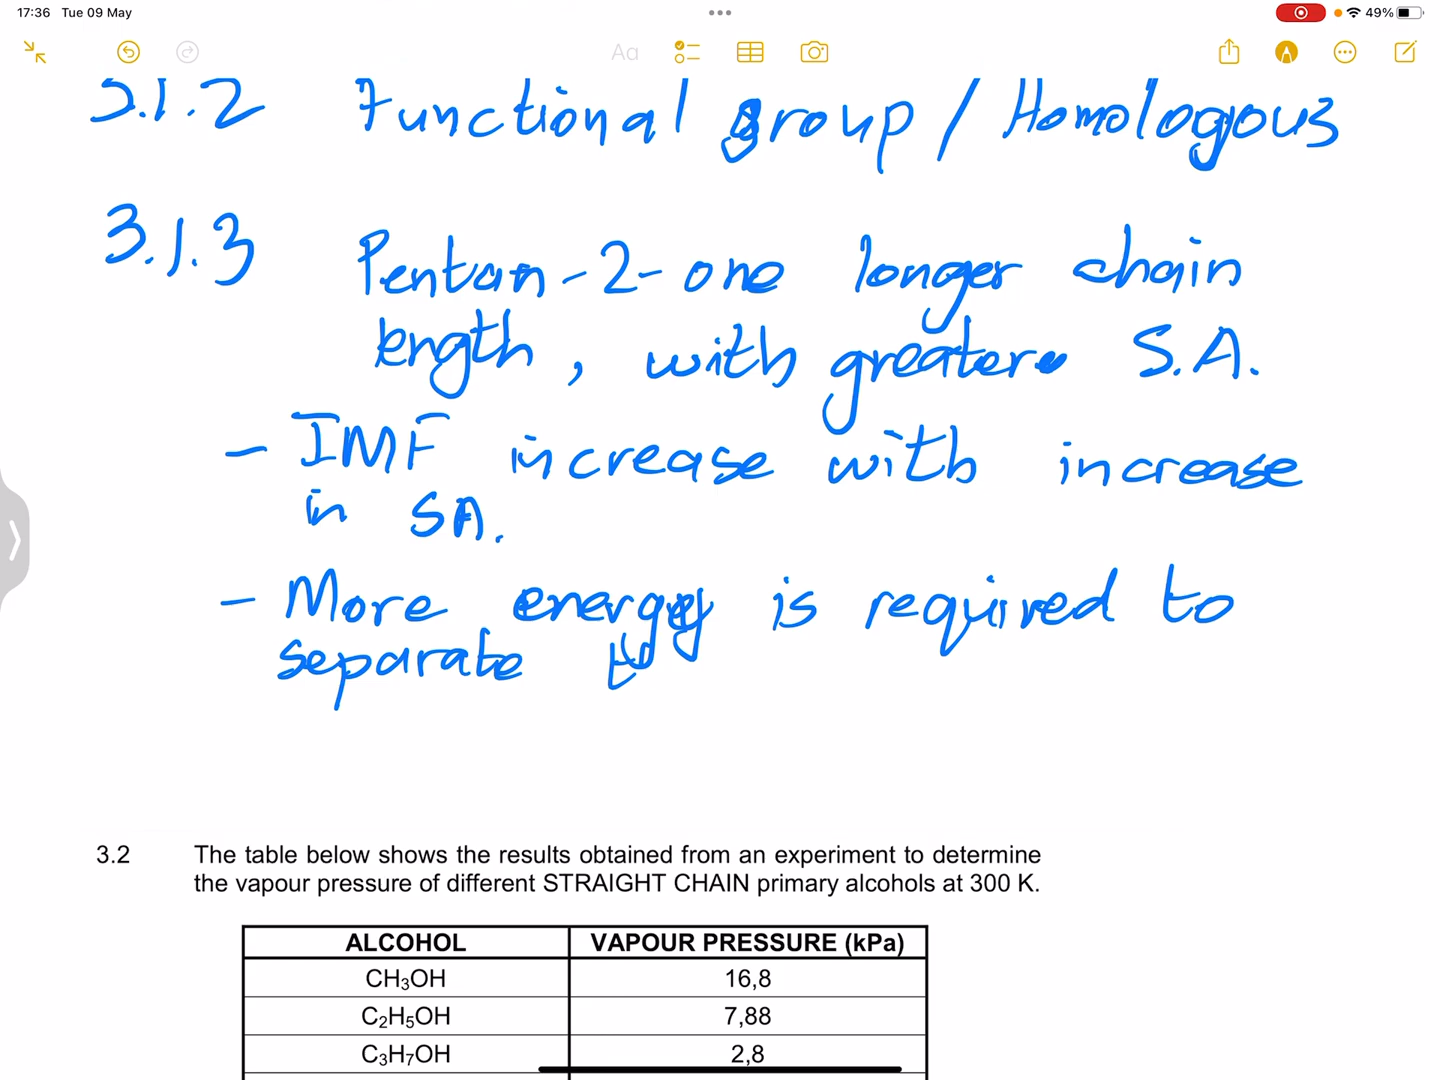 17:36 Tue 09 May
49%
Aa
3.1.2 Functional group / Homologous
3.1.3 Pentan-2-one longer chain
length, with greater S.A.
- IMF increase with increase
in SA.
- More energy is required to
separate
3.2 The table below shows the results obtained from an experiment to determine
the vapour pressure of different STRAIGHT CHAIN primary alcohols at 300 K.
ALCOHOL VAPOUR PRESSURE (kPa)
CH₃OH 16,8
C₂H₅OH 7,88
C₃H₇OH 2,8